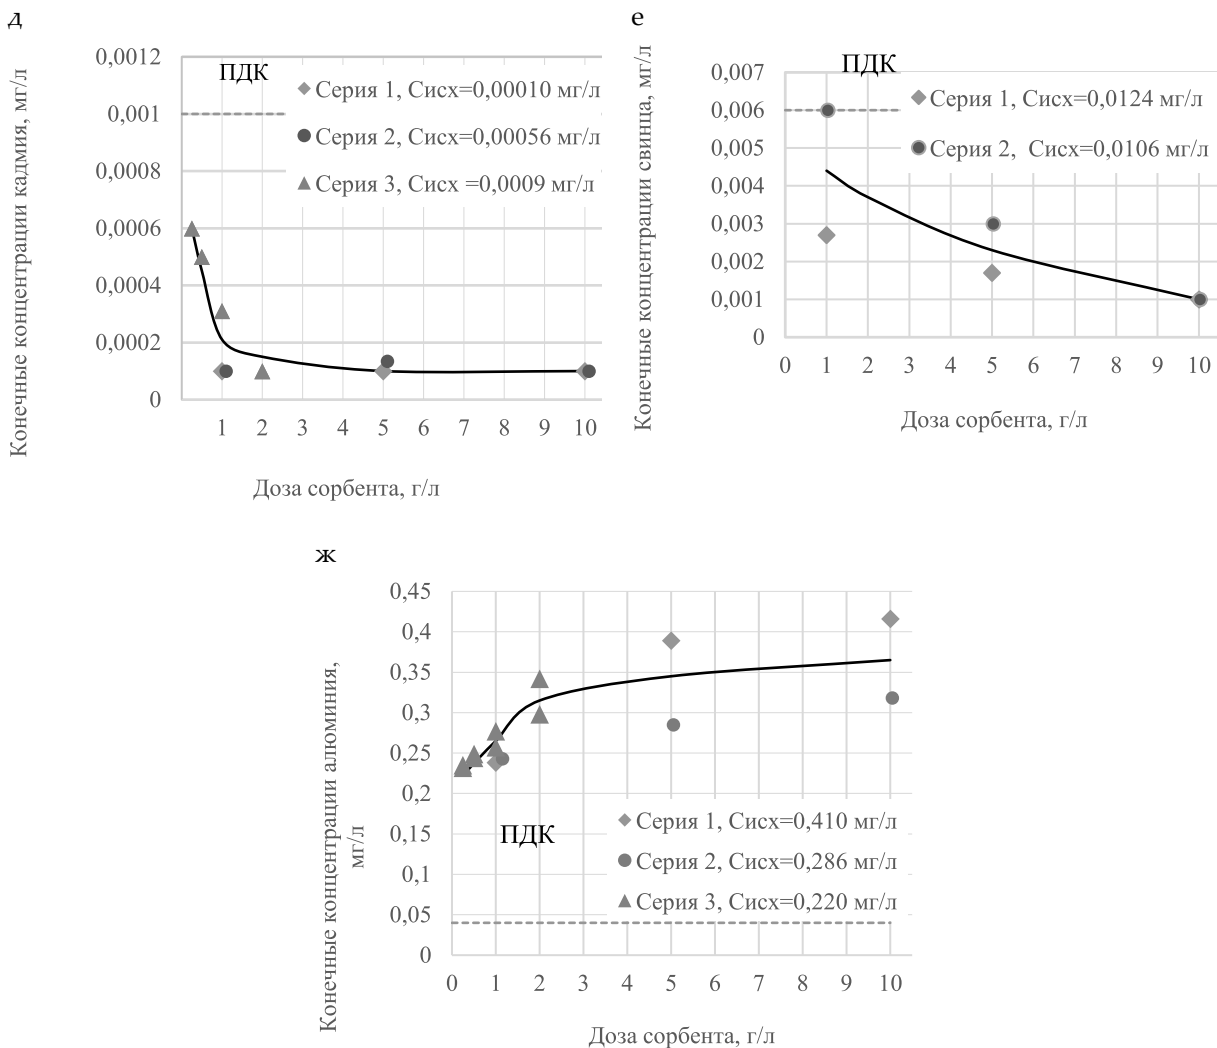 д
Конечные концентрации кадмия, мг/л
0,0012
0,001
0,0008
0,0006
0,0004
0,0002
0
ПДК
Серия 1, Сисх=0,00010 мг/л
Серия 2, Сисх=0,00056 мг/л
Серия 3, Сисх =0,0009 мг/л
1 2 3 4 5 6 7 8 9 10
Доза сорбента, г/л
е
Конечные концентрации свинца, мг/л
0,007
0,006
0,005
0,004
0,003
0,002
0,001
0
ПДК
Серия 1, Сисх=0,0124 мг/л
Серия 2, Сисх=0,0106 мг/л
0 1 2 3 4 5 6 7 8 9 10
Доза сорбента, г/л
ж
Конечные концентрации алюминия,
мг/л
0,45
0,4
0,35
0,3
0,25
0,2
0,15
0,1
0,05
0
ПДК
Серия 1, Сисх=0,410 мг/л
Серия 2, Сисх=0,286 мг/л
Серия 3, Сисх=0,220 мг/л
0 1 2 3 4 5 6 7 8 9 10
Доза сорбента, г/л